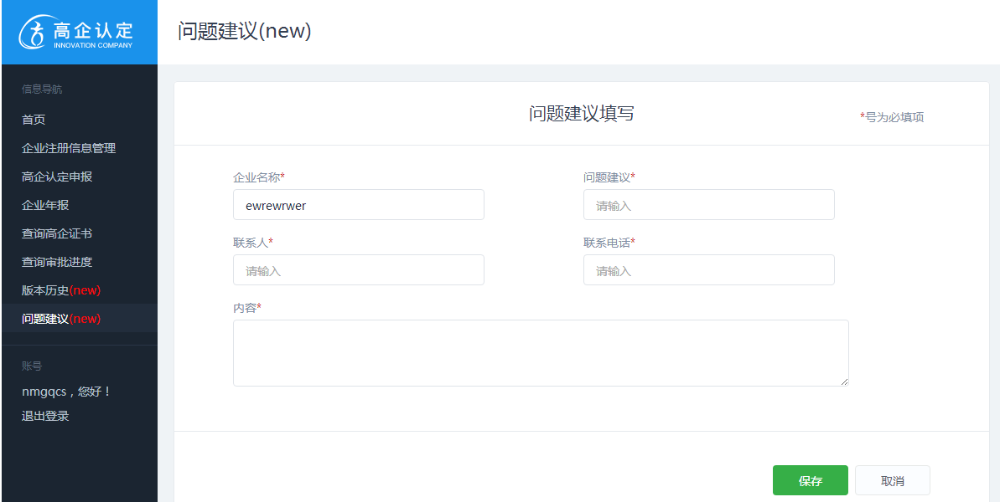 高企认定
INNOVATION COMPANY
问题建议(new)
信息导航
首页
企业注册信息管理
高企认定申报
企业年报
查询高企证书
查询审批进度
版本历史(new)
问题建议(new)
账号
nmgqcs，您好！
退出登录
问题建议填写
*号为必填项
企业名称*
问题建议*
ewrewrwer
请输入
联系人*
联系电话*
请输入
请输入
内容*
保存
取消